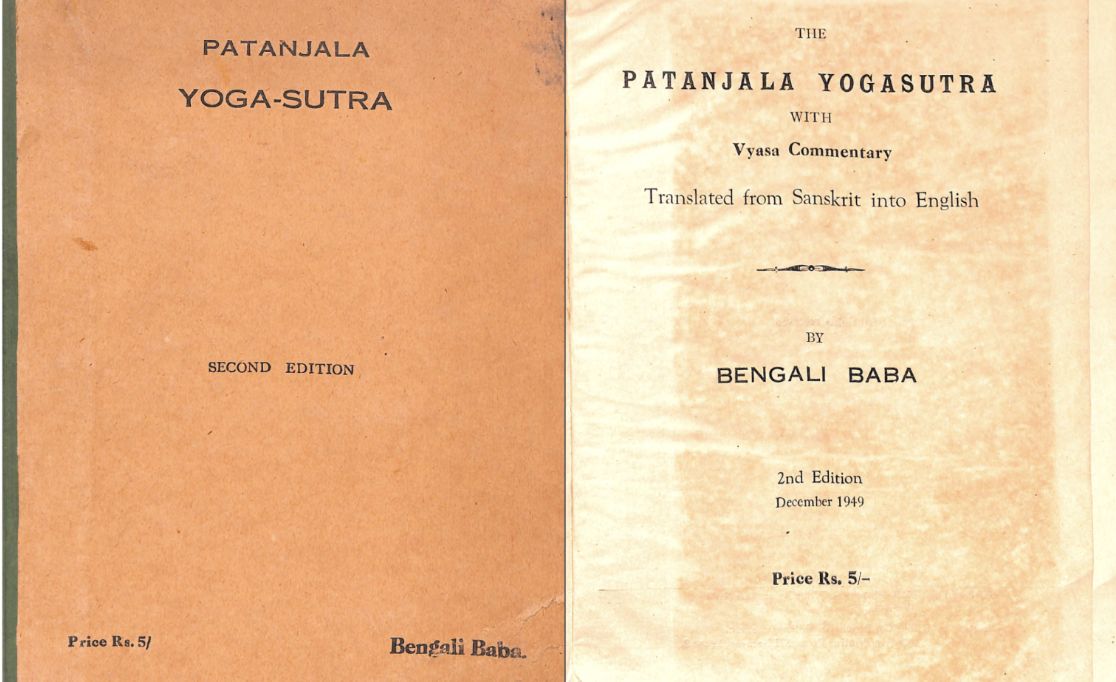 PATANJALA
YOGA-SUTRA
SECOND EDITION
Price Rs. 5/
Bengali Baba.
THE
PATANJALA YOGASUTRA
WITH
Vyasa Commentary
Translated from Sanskrit into English
BY
BENGALI BABA
2nd Edition
December 1949
Price Rs. 5/-